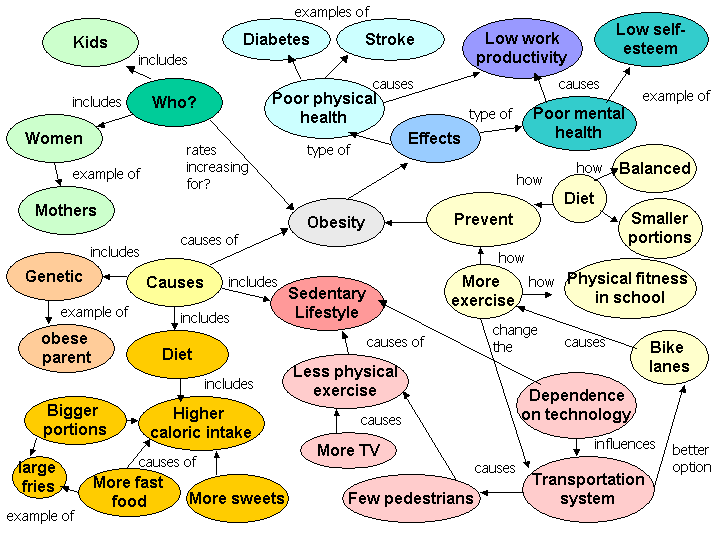 examples of
Kids
Diabetes
Stroke
Low work
productivity
Low self-
esteem
includes
causes
causes
includes
Who?
Poor physical
health
type of
example of
Poor mental
health
Women
Effects
rates
increasing
for?
type of
example of
how
Balanced
how
Mothers
Diet
Obesity
Prevent
Smaller
portions
causes of
includes
how
Genetic
Causes
includes
Sedentary
Lifestyle
More
exercise
how
Physical fitness
in school
example of
includes
change
the
causes
obese
parent
Diet
causes of
Bike
lanes
Less physical
exercise
includes
Dependence
on technology
Bigger
portions
Higher
caloric intake
causes
influences
More TV
better
option
large
fries
causes of
causes
More fast
food
More sweets
Few pedestrians
Transportation
system
example of